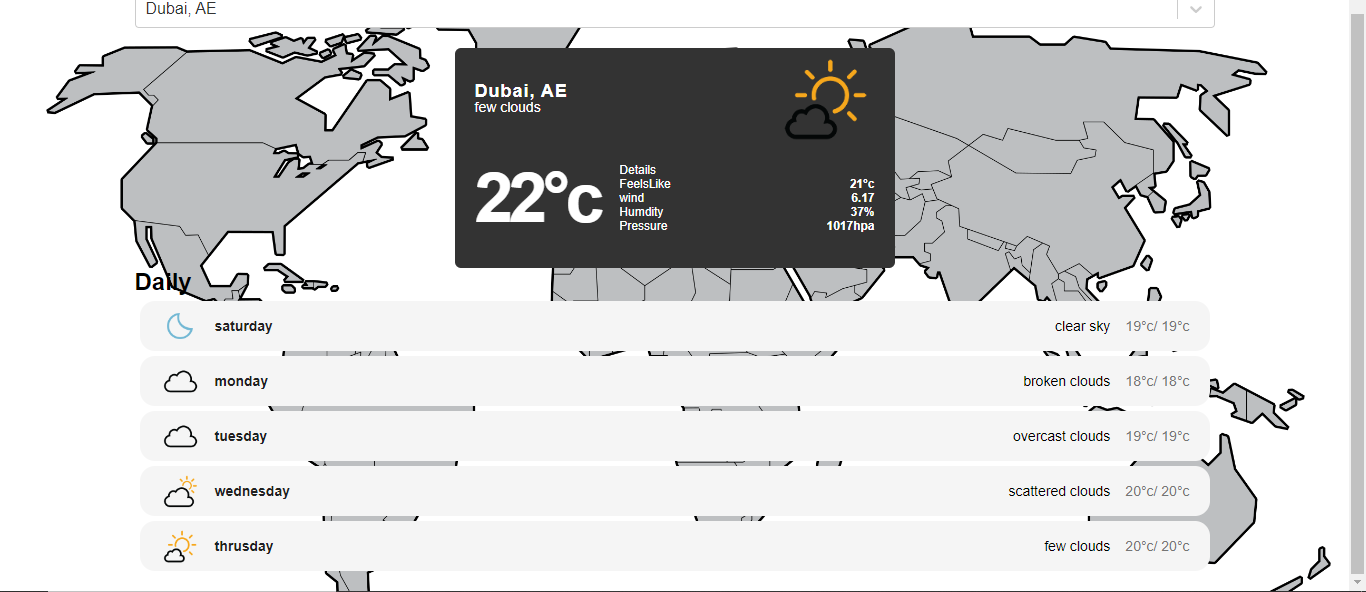 Dubai, AE
Dubai, AE
few clouds
22°c
Details
FeelsLike 21°c
wind 6.17
Humdity 37%
Pressure 1017hpa
Daily
saturday clear sky 19°c/ 19°c
monday broken clouds 18°c/ 18°c
tuesday overcast clouds 19°c/ 19°c
wednesday scattered clouds 20°c/ 20°c
thrusday few clouds 20°c/ 20°c